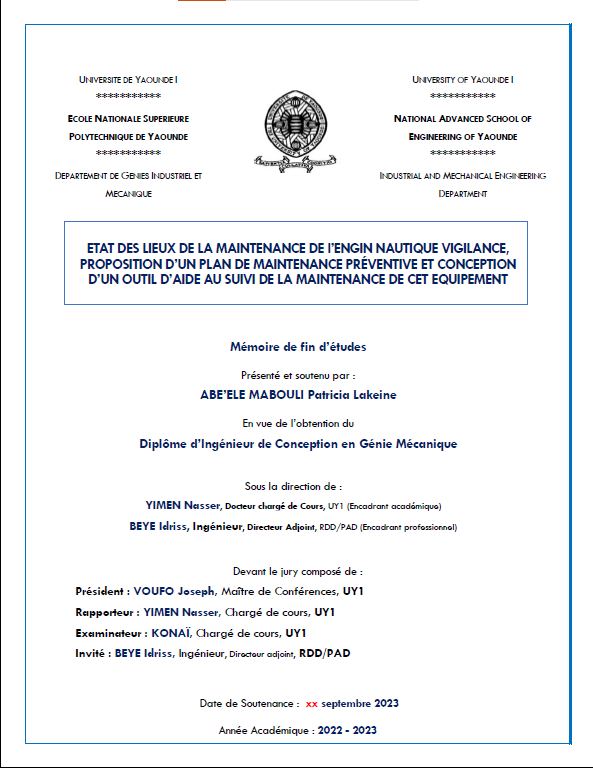 UNIVERSITE DE YAOUNDE I
***********
ECOLE NATIONALE SUPERIEURE
POLYTECHNIQUE DE YAOUNDE
***********
DEPARTEMENT DE GENIES INDUSTRIEL ET
MECANIQUE
UNIVERSITY OF YAOUNDE I
***********
NATIONAL ADVANCED SCHOOL OF
ENGINEERING OF YAOUNDE
***********
INDUSTRIAL AND MECHANICAL ENGINEERING
DEPARTMENT
ETAT DES LIEUX DE LA MAINTENANCE DE l'ENGIN NAUTIQUE VIGILANCE,
PROPOSITION D'UN PLAN DE MAINTENANCE PRÉVENTIVE ET CONCEPTION
D'UN OUTIL D'AIDE AU SUIVI DE LA MAINTENANCE DE CET EQUIPEMENT
Mémoire de fin d'études
Présenté et soutenu par :
ABE'ELE MABOULI Patricia Lakeine
En vue de l'obtention du
Diplôme d'Ingénieur de Conception en Génie Mécanique
Sous la direction de :
YIMEN Nasser, Docteur chargé de Cours, UY1 (Encadrant académique)
BEYE Idriss, Ingénieur, Directeur Adjoint, RDD/PAD (Encadrant professionnel)
Devant le jury composé de :
Président : VOUFO Joseph, Maître de Conférences, UY1
Rapporteur : YIMEN Nasser, Chargé de cours, UY1
Examinateur : KONAÏ, Chargé de cours, UY1
Invité : BEYE Idriss, Ingénieur, Directeur adjoint, RDD/PAD
Date de Soutenance : xx septembre 2023
Année Académique : 2022 - 2023